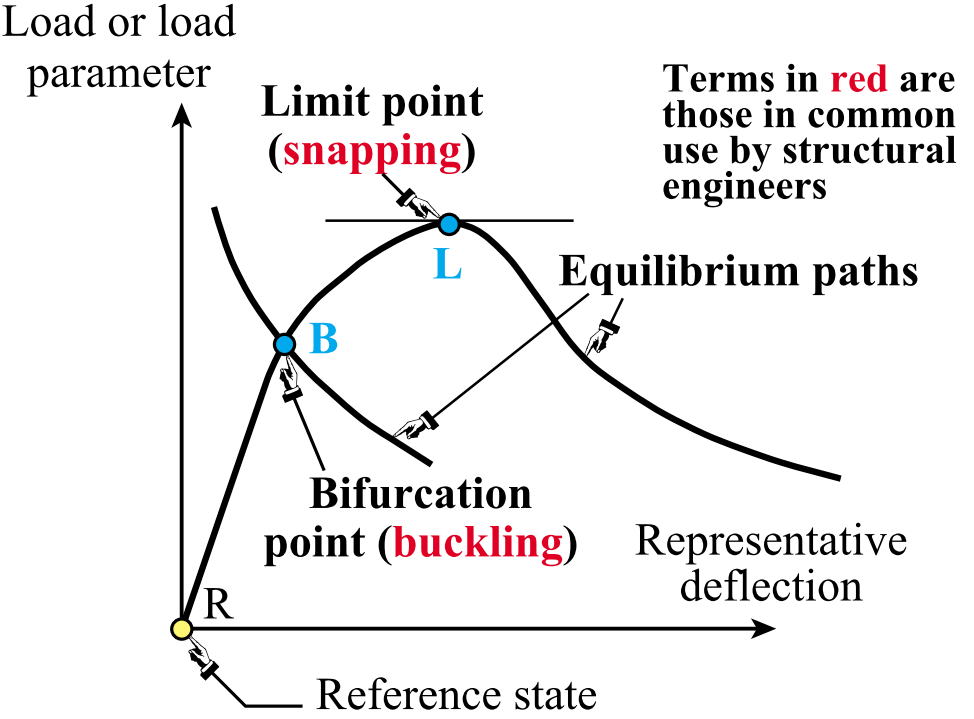 Load or load
parameter
Limit point
(snapping)
Terms in red are
those in common
use by structural
engineers
L
Equilibrium paths
B
Bifurcation
point (buckling)
Representative
deflection
R
Reference state